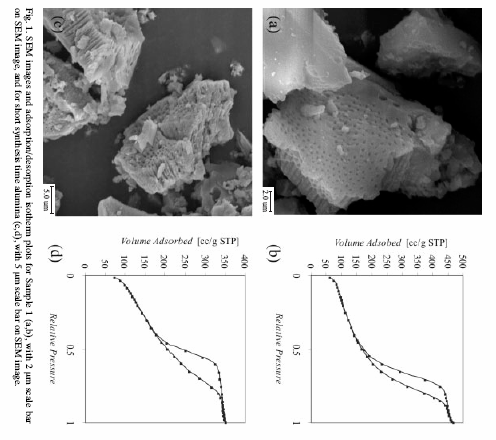 (a)
2.0 um
(b)
Volume Adsobed [cc/g STP]
500
450
400
350
300
250
200
150
100
50
0
0
0.5
1
Relative Pressure
(c)
5.0 um
(d)
Volume Adsorbed [cc/g STP]
400
350
300
250
200
150
100
50
0
0
0.5
1
Relative Pressure
Fig 1. SEM images and adsorption/desorption isotherm plots for Sample 1 (a,b), with 2 μm scale bar
on SEM image, and for short synthesis time alumina (c,d), with 5 μm scale bar on SEM image.